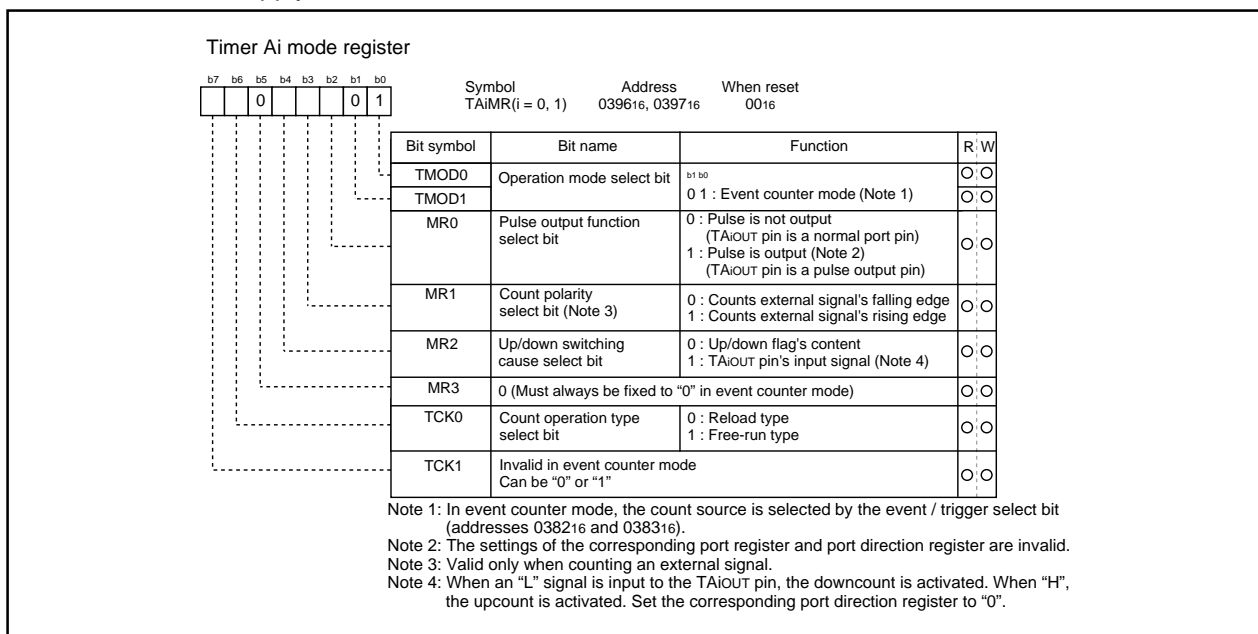 Timer Ai mode register
b7 b6 b5 b4 b3 b2 b1 b0
0 0 1
Symbol Address When reset
TAiMR(i = 0, 1) 039616, 039716 0016
Bit symbol Bit name Function R W
TMOD0 Operation mode select bit b1 b0
TMOD1 0 1 : Event counter mode (Note 1)
MR0 Pulse output function 0 : Pulse is not output
select bit (TAiOUT pin is a normal port pin)
1 : Pulse is output (Note 2)
(TAiOUT pin is a pulse output pin)
MR1 Count polarity 0 : Counts external signal's falling edge
select bit (Note 3) 1 : Counts external signal's rising edge
MR2 Up/down switching 0 : Up/down flag's content
cause select bit 1 : TAiOUT pin's input signal (Note 4)
MR3 0 (Must always be fixed to “0” in event counter mode)
TCK0 Count operation type 0 : Reload type
select bit 1 : Free-run type
TCK1 Invalid in event counter mode
Can be “0” or “1”
Note 1: In event counter mode, the count source is selected by the event / trigger select bit
(addresses 038216 and 038316).
Note 2: The settings of the corresponding port register and port direction register are invalid.
Note 3: Valid only when counting an external signal.
Note 4: When an “L” signal is input to the TAiOUT pin, the downcount is activated. When “H”,
the upcount is activated. Set the corresponding port direction register to “0”.